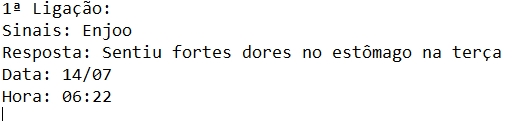 1ª Ligação:
Sinais: Enjoo
Resposta: Sentiu fortes dores no estômago na terça
Data: 14/07
Hora: 06:22